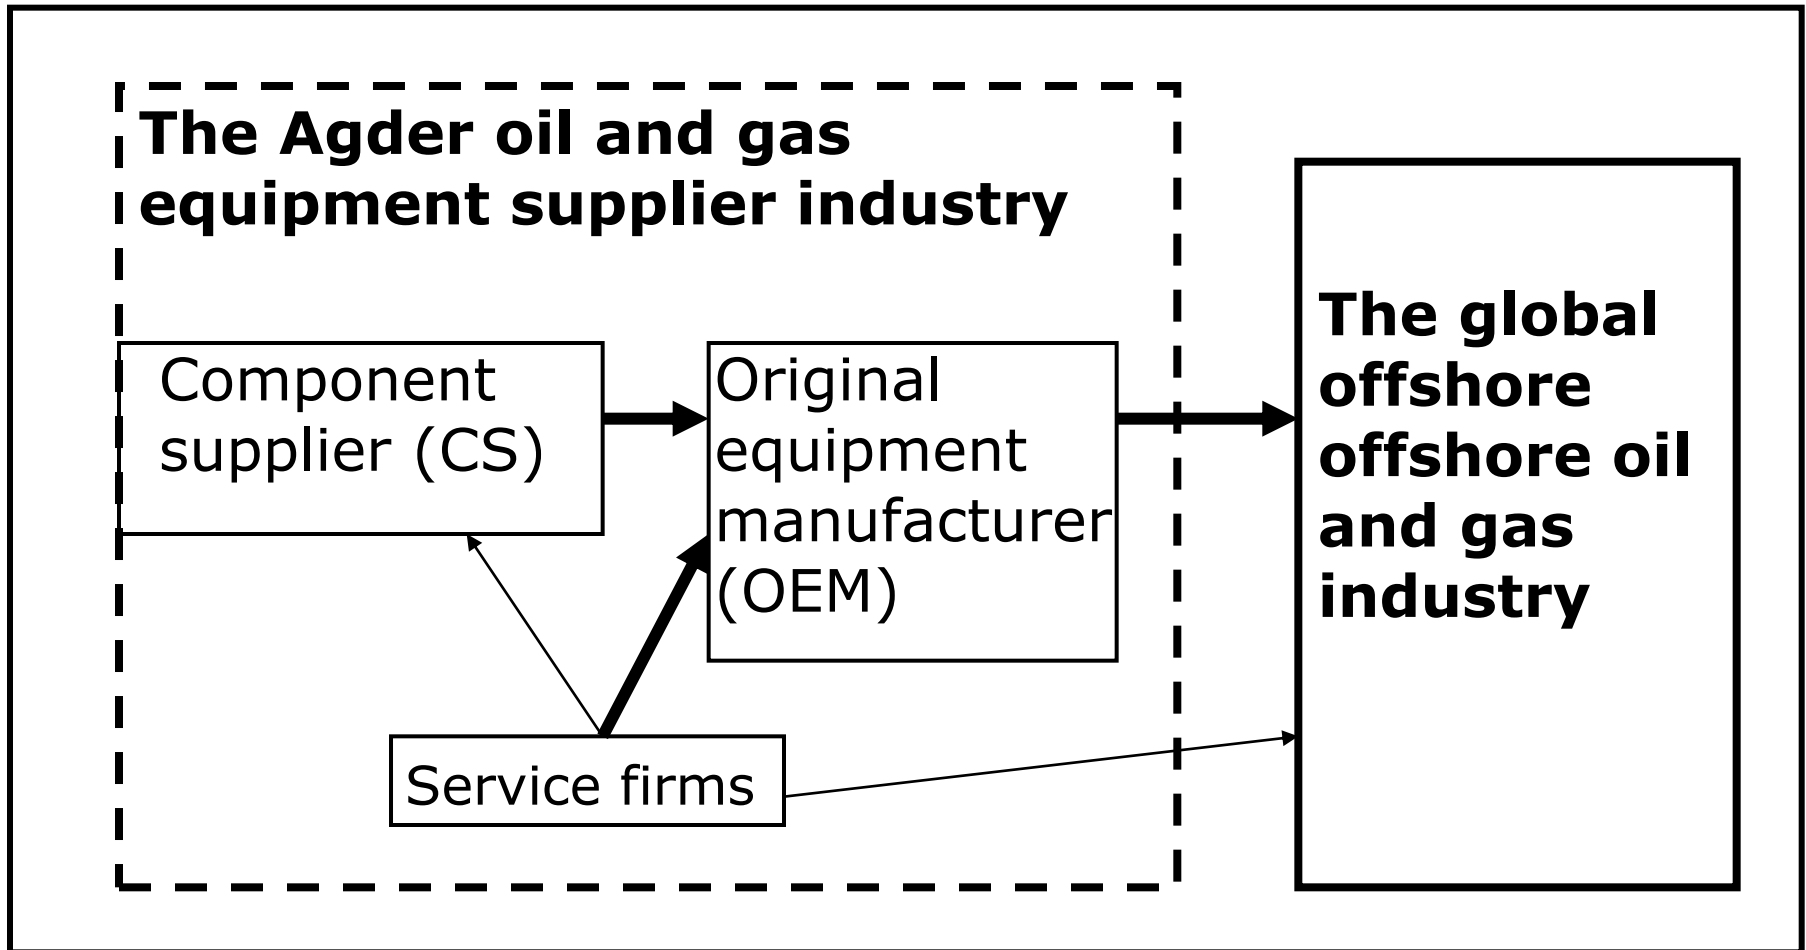 The Agder oil and gas
equipment supplier industry
Component
supplier (CS)
Original
equipment
manufacturer
(OEM)
Service firms
The global
offshore
offshore oil
and gas
industry